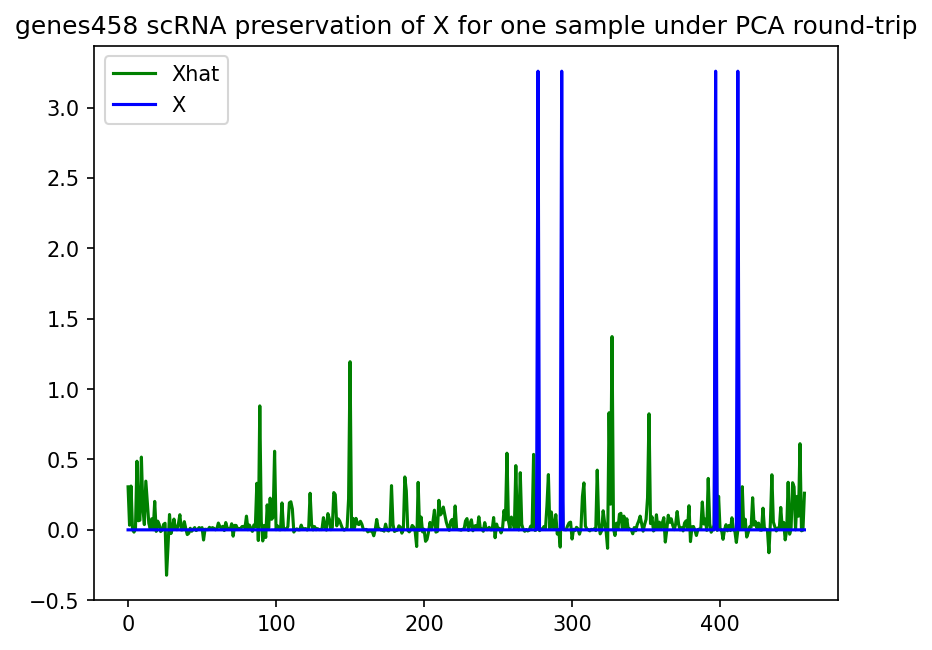 genes458 scRNA preservation of X for one sample under PCA round-trip
Xhat
X
3.0
2.5
2.0
1.5
1.0
0.5
0.0
−0.5
0 100 200 300 400